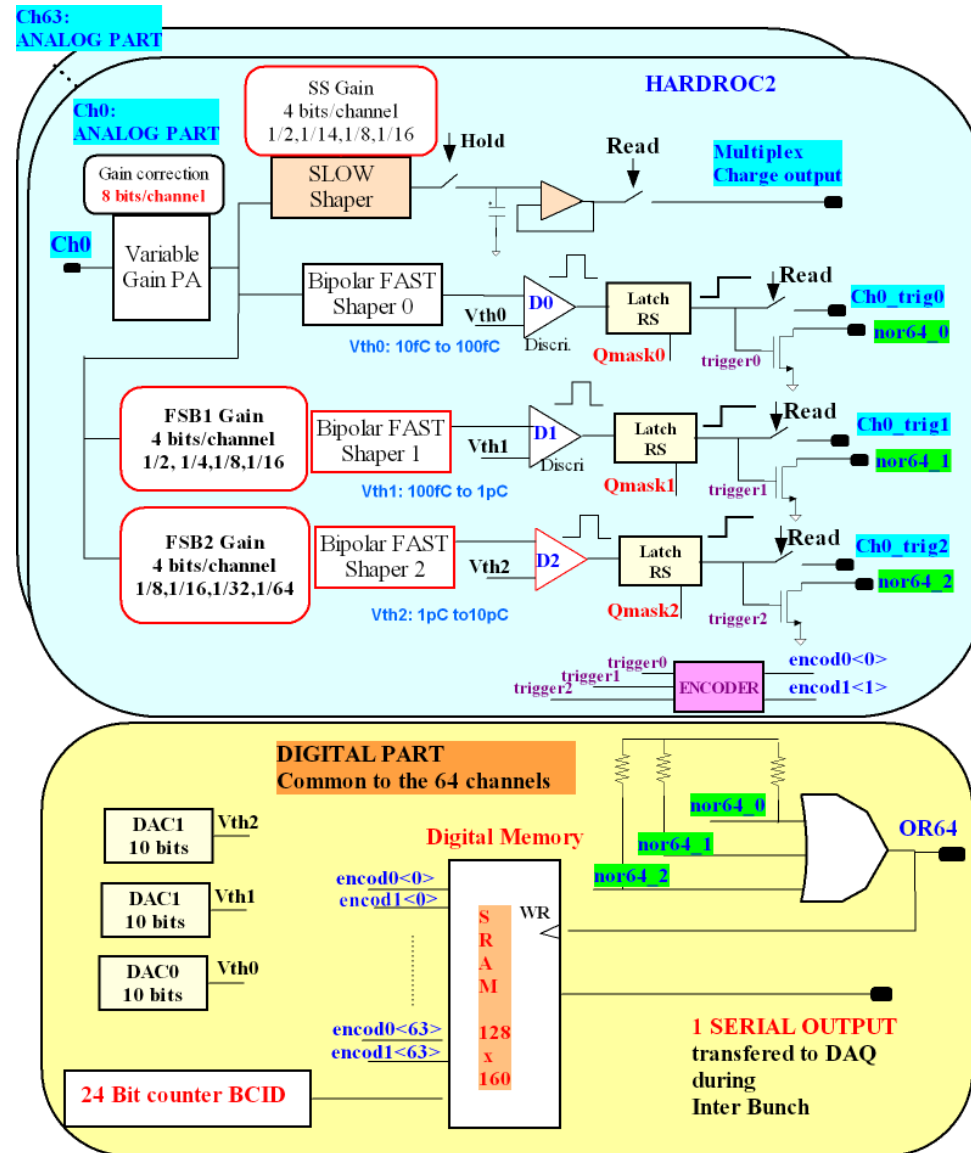 Ch63:
ANALOG PART
HARDROC2
SS Gain
4 bits/channel
1/2,1/14,1/8,1/16
Ch0:
ANALOG PART
Gain correction
8 bits/channel
SLOW
Shaper
Hold
Read
Multiplex
Charge output
Ch0
Variable
Gain PA
Bipolar FAST
Shaper 0
Vth0
D0
Discri.
Latch
RS
Read
Ch0_trig0
nor64_0
Vth0: 10fC to 100fC
Qmask0
trigger0
FSB1 Gain
4 bits/channel
1/2, 1/4,1/8,1/16
Bipolar FAST
Shaper 1
Vth1
D1
Discri
Latch
RS
Read
Ch0_trig1
nor64_1
Vth1: 100fC to 1pC
Qmask1
trigger1
FSB2 Gain
4 bits/channel
1/8,1/16,1/32,1/64
Bipolar FAST
Shaper 2
Vth2
D2
Latch
RS
Read
Ch0_trig2
nor64_2
Vth2: 1pC to10pC
Qmask2
trigger2
trigger0
trigger1
trigger2
ENCODER
encod0<0>
encod1<1>
DIGITAL PART
Common to the 64 channels
DAC1
10 bits
Vth2
DAC1
10 bits
Vth1
DAC0
10 bits
Vth0
Digital Memory
nor64_0
nor64_1
nor64_2
OR64
encod0<0>
encod1<0>
encod0<63>
encod1<63>
S
R
A
M
128
x
160
WR
24 Bit counter BCID
1 SERIAL OUTPUT
transfered to DAQ
during
Inter Bunch